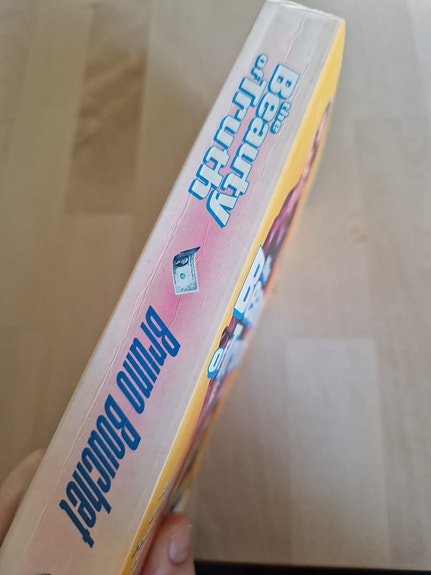 the
Beauty
of Truth
Bruno Bouchet